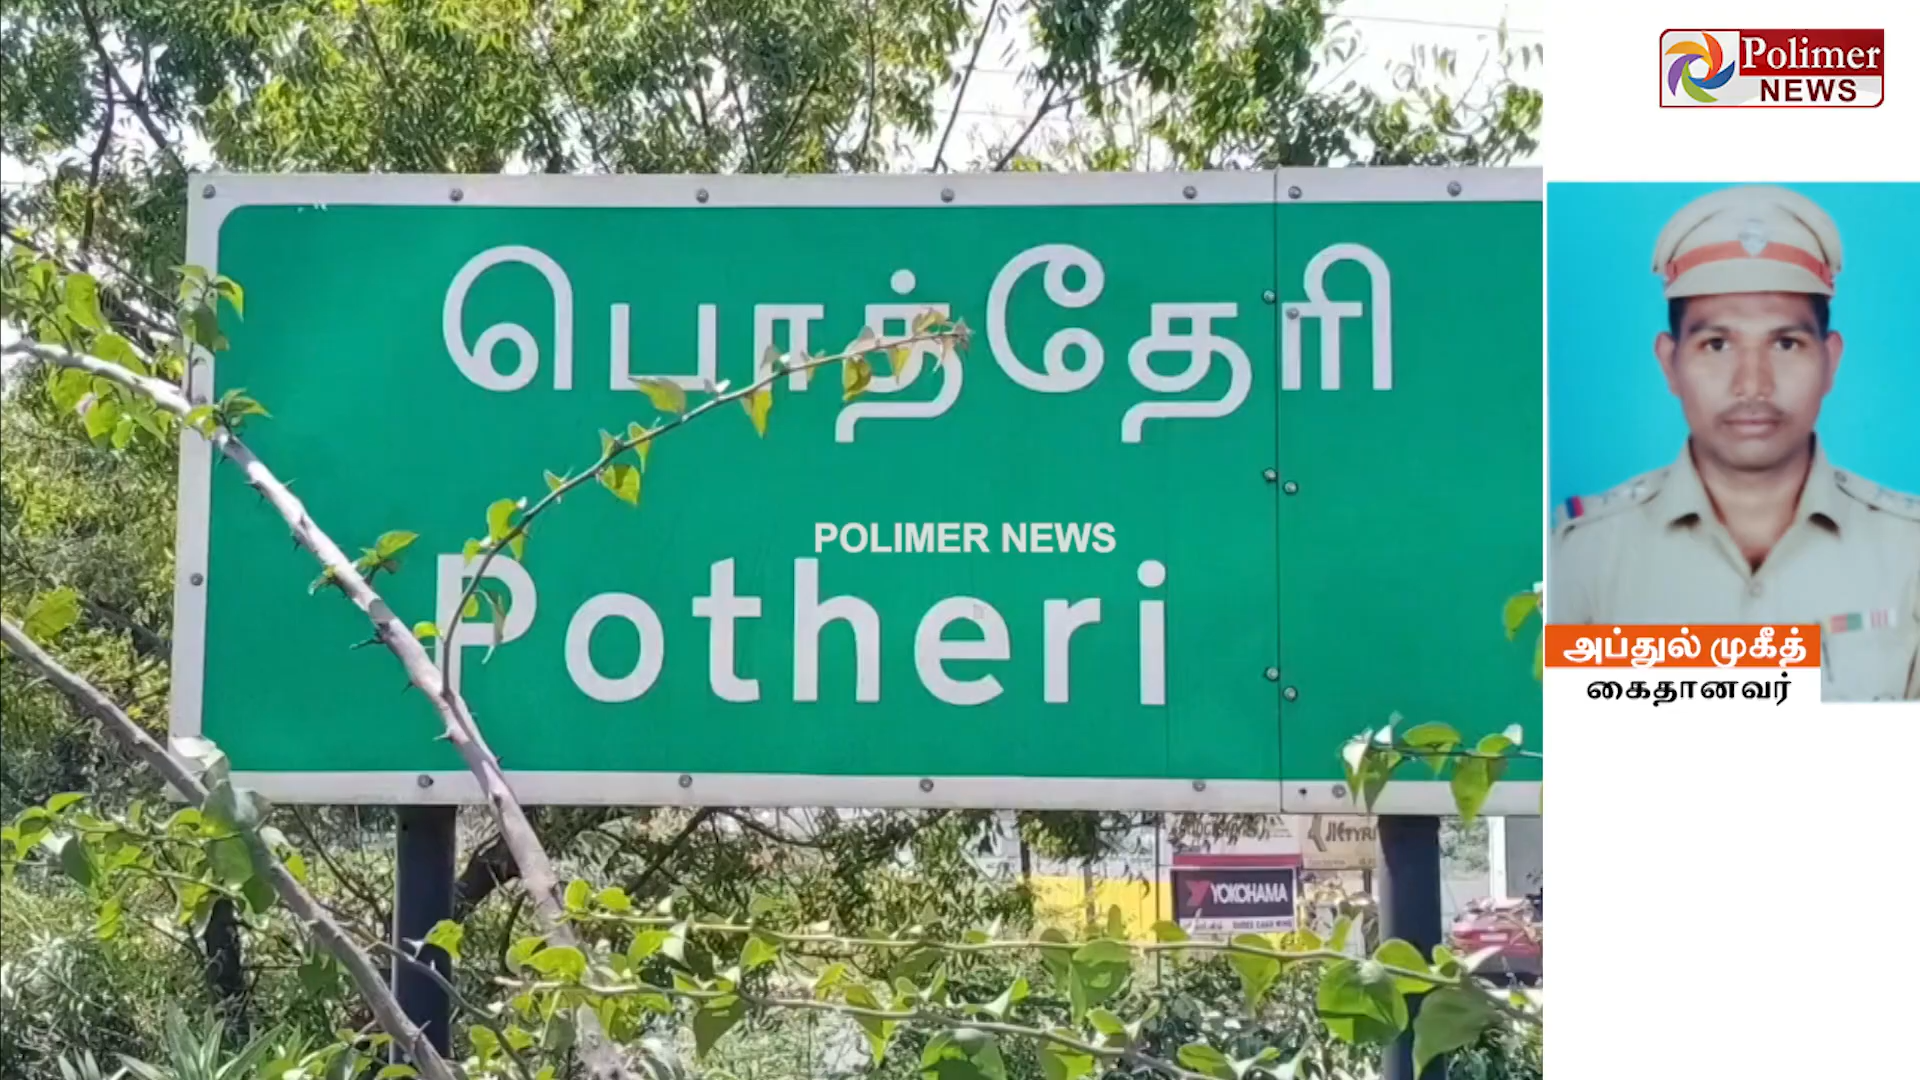 Polimer
NEWS
பொத்தேரி
POLIMER NEWS
Potheri
அப்துல் முகீத்
கைதானவர்
YOKOHAMA